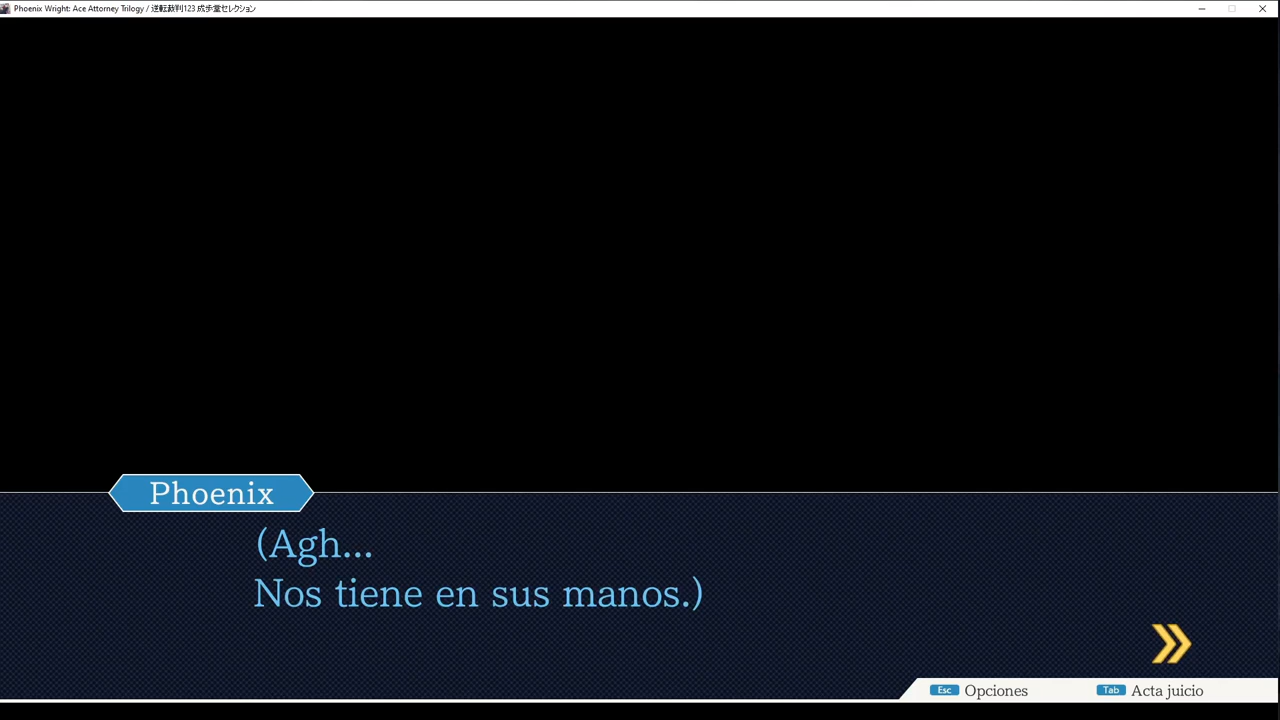 Phoenix Wright: Ace Attorney Trilogy / 逆転裁判123 成歩堂セレクション
Phoenix
(Agh...
Nos tiene en sus manos.)
Esc Opciones Tab Acta juicio